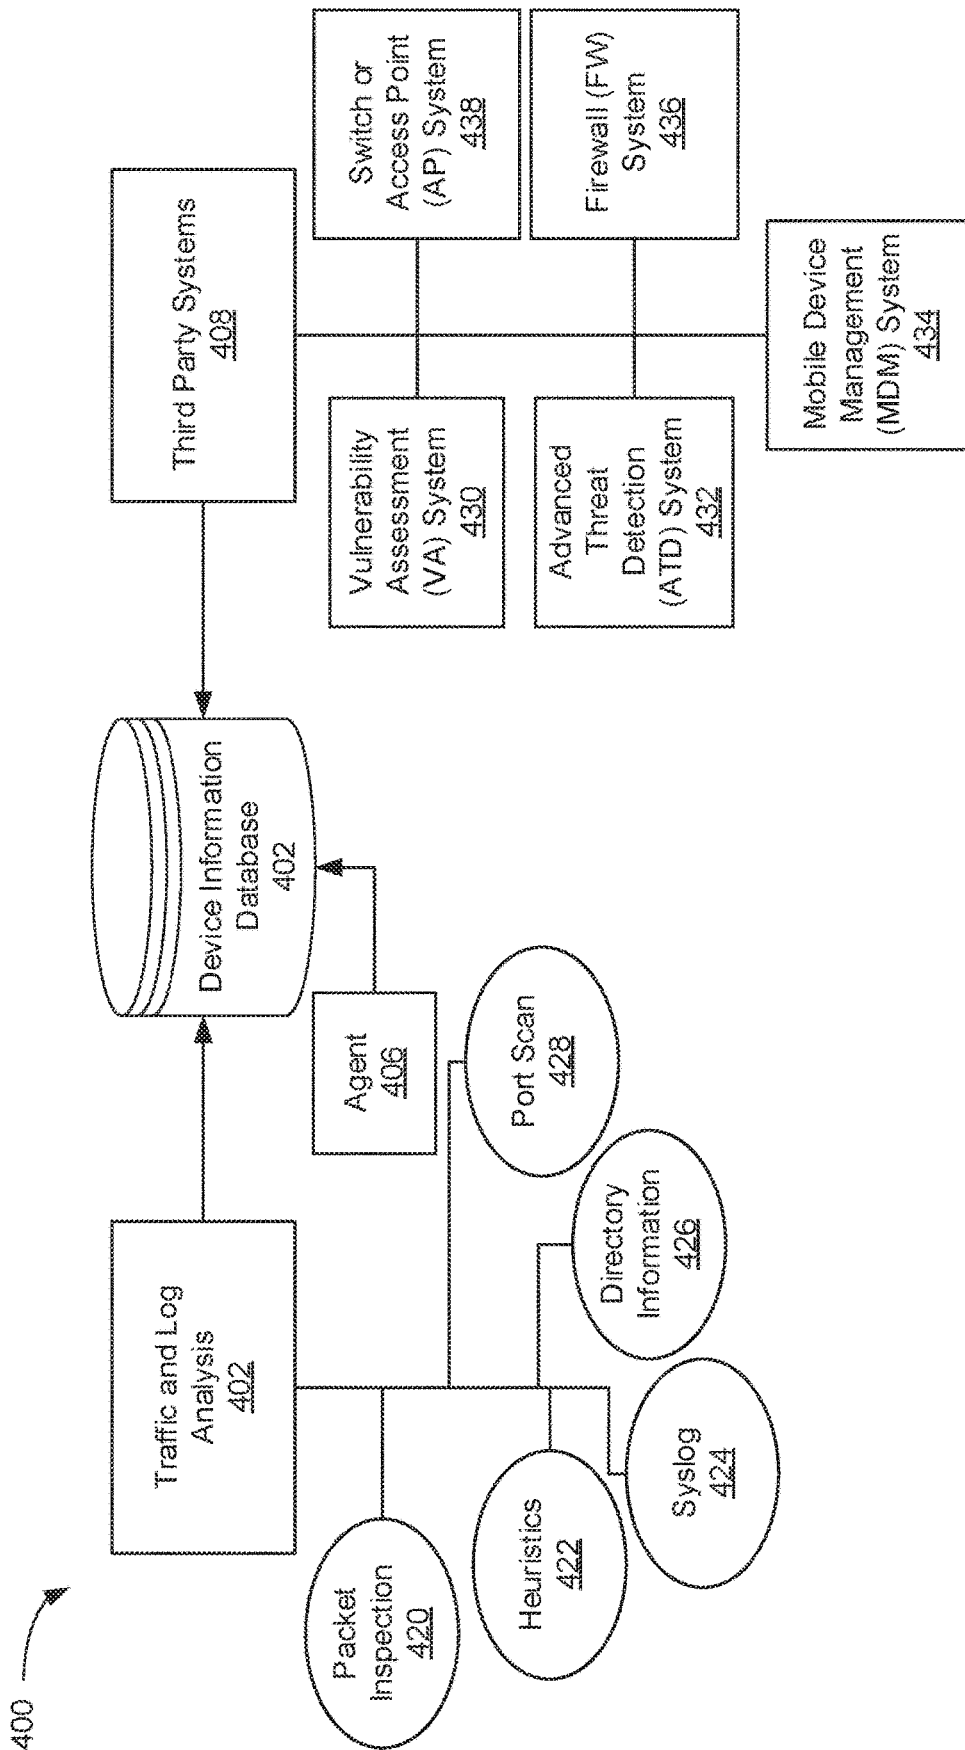 400
Traffic and Log
Analysis
402
Device Information
Database
402
Third Party Systems
408
Agent
406
Packet
Inspection
420
Heuristics
422
Syslog
424
Directory
Information
426
Port Scan
428
Vulnerability
Assessment
(VA) System
430
Switch or
Access Point
(AP) System
438
Advanced
Threat
Detection
(ATD) System
432
Firewall (FW)
System
436
Mobile Device
Management
(MDM) System
434